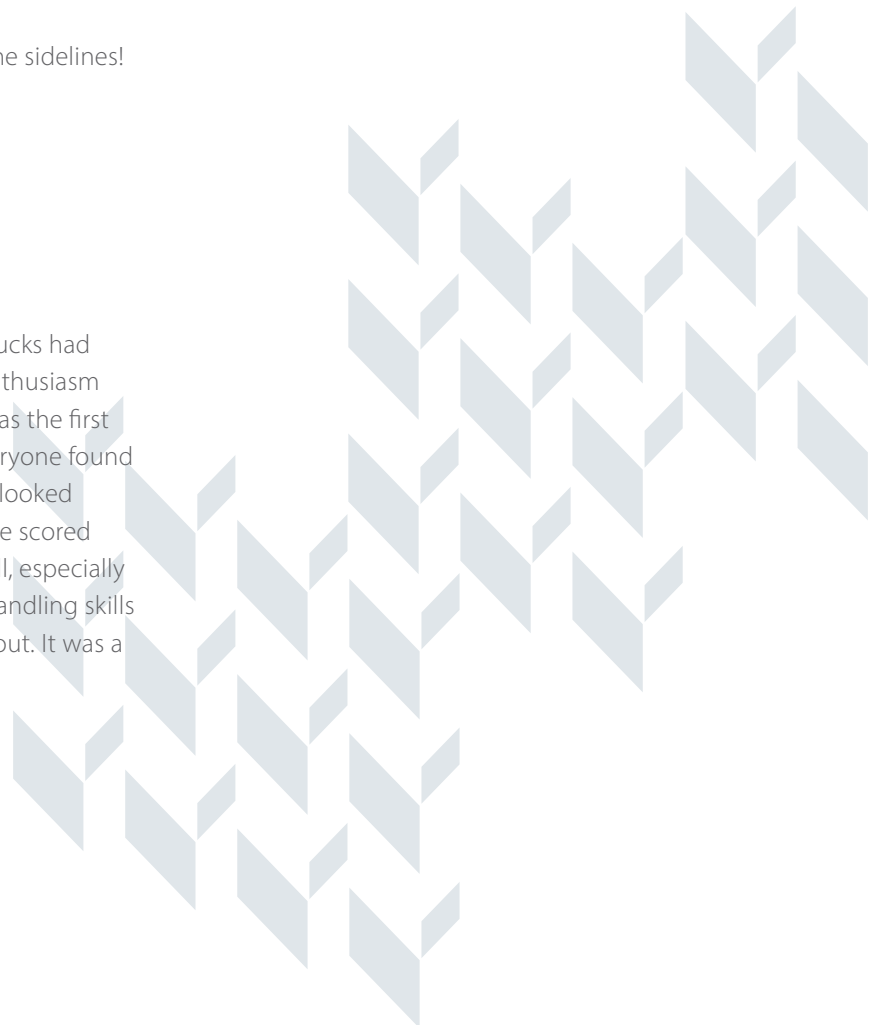 ne sidelines!
ucks had
thusiasm
as the first
ryone found
looked
e scored
l, especially
andling skills
out. It was a